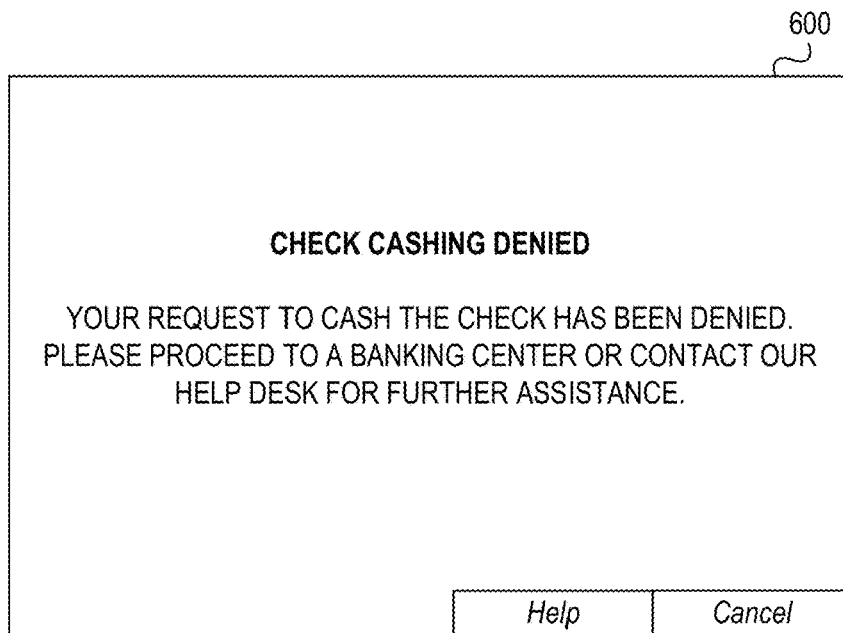 600
CHECK CASHING DENIED
YOUR REQUEST TO CASH THE CHECK HAS BEEN DENIED.
PLEASE PROCEED TO A BANKING CENTER OR CONTACT OUR
HELP DESK FOR FURTHER ASSISTANCE.
Help Cancel